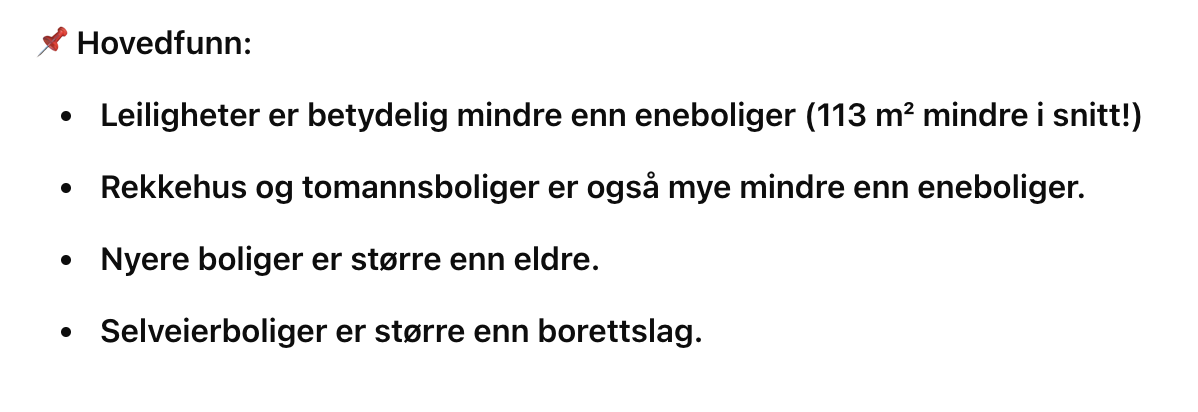 📌 Hovedfunn:
• Leiligheter er betydelig mindre enn eneboliger (113 m² mindre i snitt!)
• Rekkehus og tomannsboliger er også mye mindre enn eneboliger.
• Nyere boliger er større enn eldre.
• Selveierboliger er større enn borettslag.